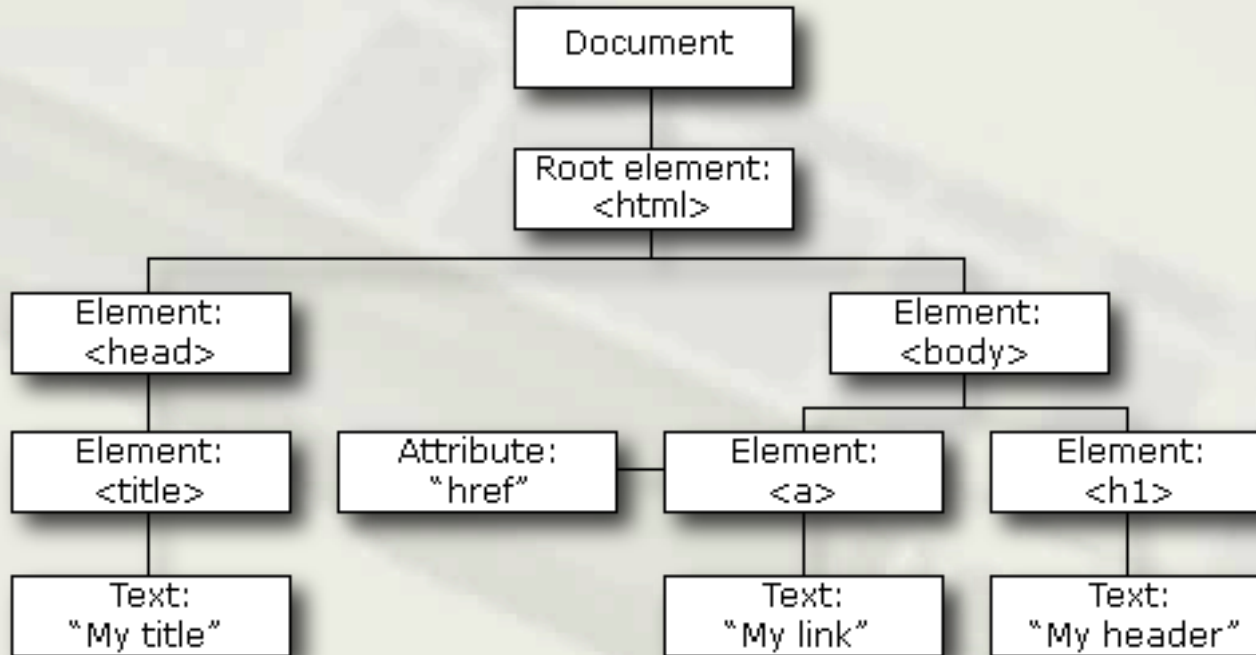 Document
Root element:
<html>
Element:
<head>
Element:
<body>
Element:
<title>
Attribute:
“href”
Element:
<a>
Element:
<h1>
Text:
“My title”
Text:
“My link”
Text:
“My header”